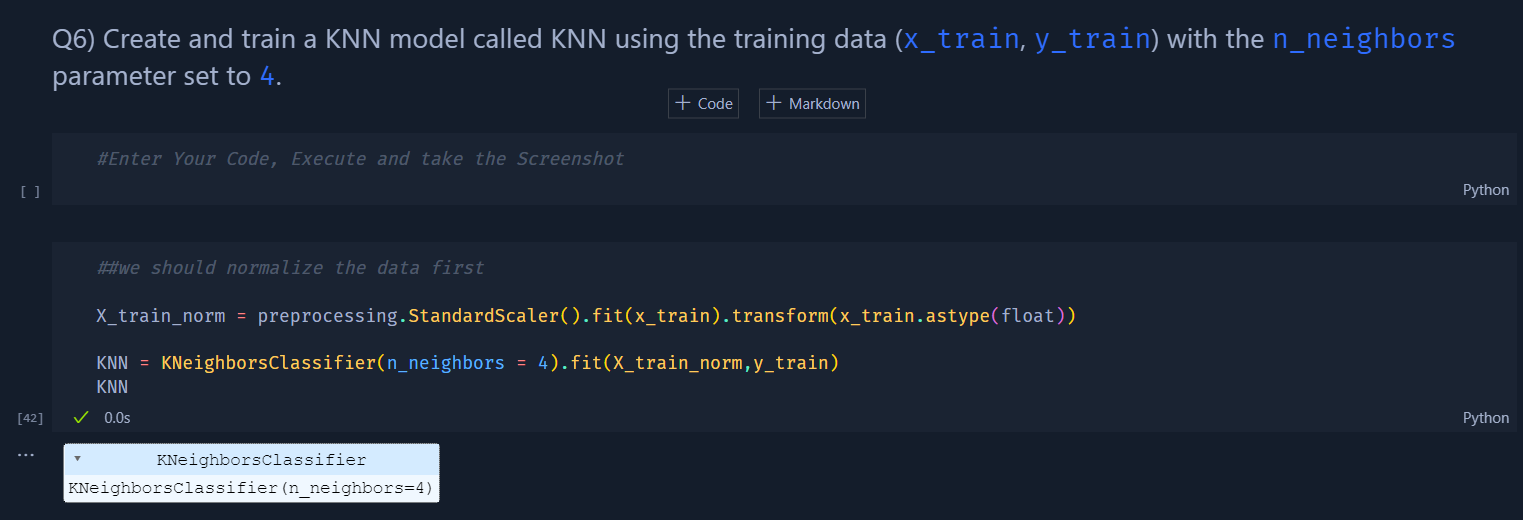 Q6) Create and train a KNN model called KNN using the training data (x_train, y_train) with the n_neighbors
parameter set to 4.
+ Code + Markdown
#Enter Your Code, Execute and take the Screenshot
[ ]
Python
##we should normalize the data first
X_train_norm = preprocessing.StandardScaler().fit(x_train).transform(x_train.astype(float))
KNN = KNeighborsClassifier(n_neighbors = 4).fit(X_train_norm,y_train)
KNN
[42] ✓ 0.0s Python
... ▾ KNeighborsClassifier
KNeighborsClassifier(n_neighbors=4)